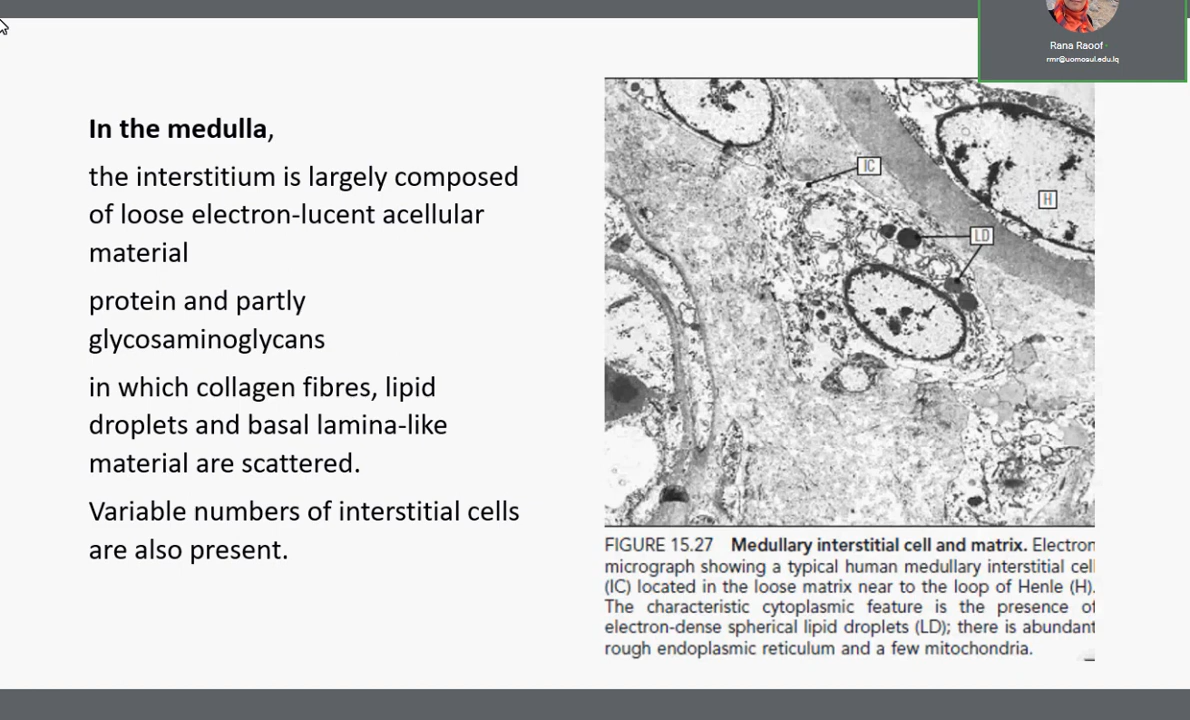 Rana Raoof
rmr@uomosul.edu.iq
In the medulla,
the interstitium is largely composed
of loose electron-lucent acellular
material
protein and partly
glycosaminoglycans
in which collagen fibres, lipid
droplets and basal lamina-like
material are scattered.
Variable numbers of interstitial cells
are also present.
IC
H
LD
FIGURE 15.27 Medullary interstitial cell and matrix. Electron
micrograph showing a typical human medullary interstitial cell
(IC) located in the loose matrix near to the loop of Henle (H).
The characteristic cytoplasmic feature is the presence of
electron-dense spherical lipid droplets (LD); there is abundant
rough endoplasmic reticulum and a few mitochondria.